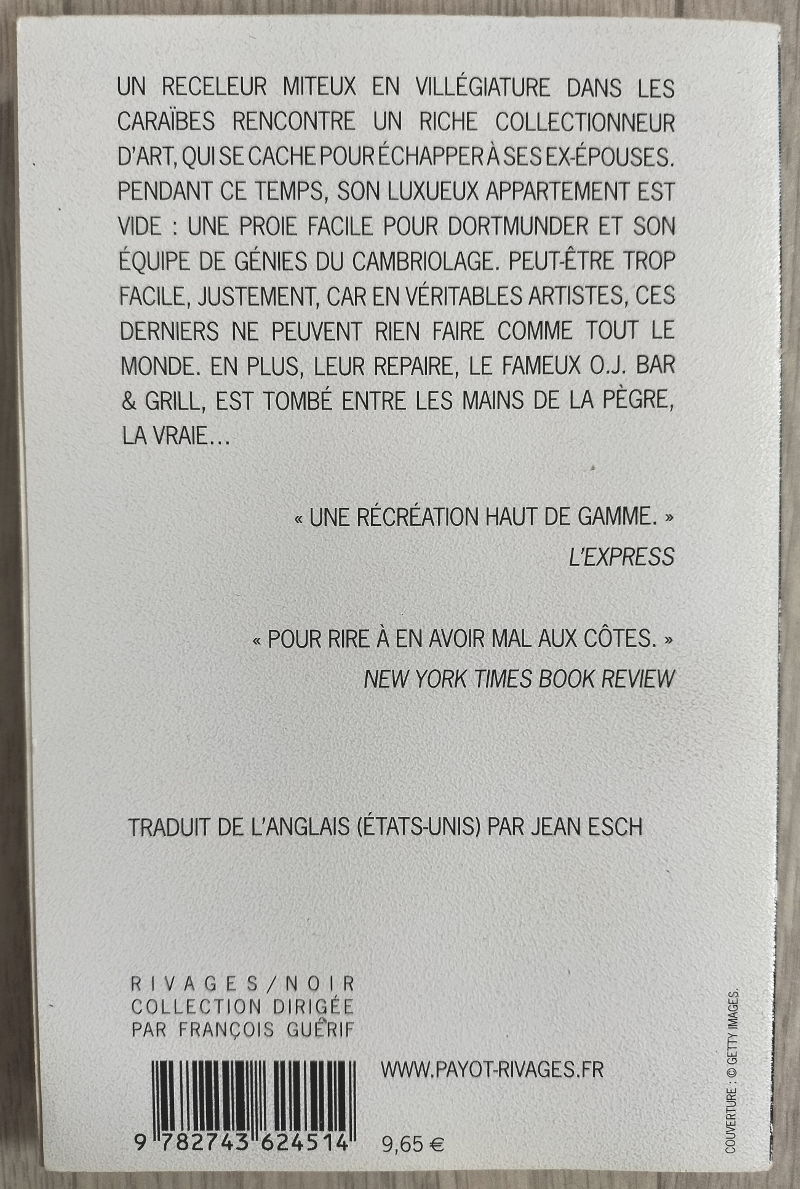 UN RECELEUR MITEUX EN VILLÉGIATURE DANS LES
CARAÏBES RENCONTRE UN RICHE COLLECTIONNEUR
D'ART, QUI SE CACHE POUR ÉCHAPPER À SES EX-ÉPOUSES.
PENDANT CE TEMPS, SON LUXUEUX APPARTEMENT EST
VIDE : UNE PROIE FACILE POUR DORTMUNDER ET SON
ÉQUIPE DE GÉNIES DU CAMBRIOLAGE. PEUT-ÊTRE TROP
FACILE, JUSTEMENT, CAR EN VÉRITABLES ARTISTES, CES
DERNIERS NE PEUVENT RIEN FAIRE COMME TOUT LE
MONDE. EN PLUS, LEUR REPAIRE, LE FAMEUX O.J. BAR
& GRILL, EST TOMBÉ ENTRE LES MAINS DE LA PÈGRE,
LA VRAIE...
« UNE RÉCRÉATION HAUT DE GAMME. »
L'EXPRESS
« POUR RIRE À EN AVOIR MAL AUX CÔTES. »
NEW YORK TIMES BOOK REVIEW
TRADUIT DE L'ANGLAIS (ÉTATS-UNIS) PAR JEAN ESCH
RIVAGES/NOIR
COLLECTION DIRIGÉE
PAR FRANÇOIS GUÉRIF
WWW.PAYOT-RIVAGES.FR
9 782743 624514
9,65 €
COUVERTURE : © GETTY IMAGES.